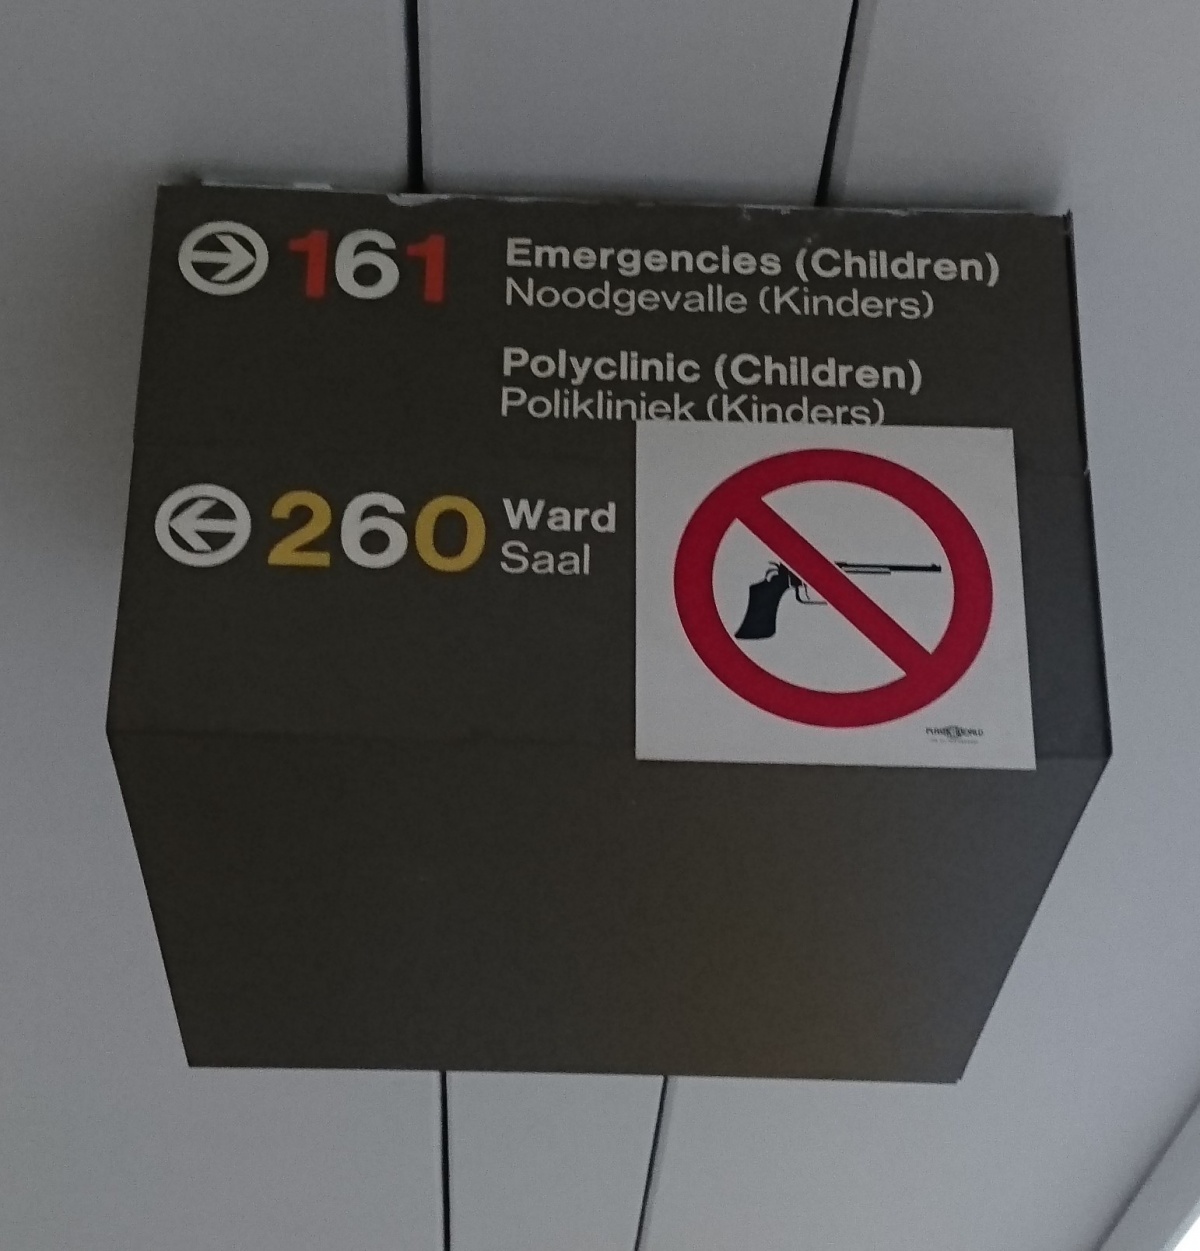 161 Emergencies (Children)
Noodgevalle (Kinders)
Polyclinic (Children)
Polikliniek (Kinders)
260 Ward
Saal